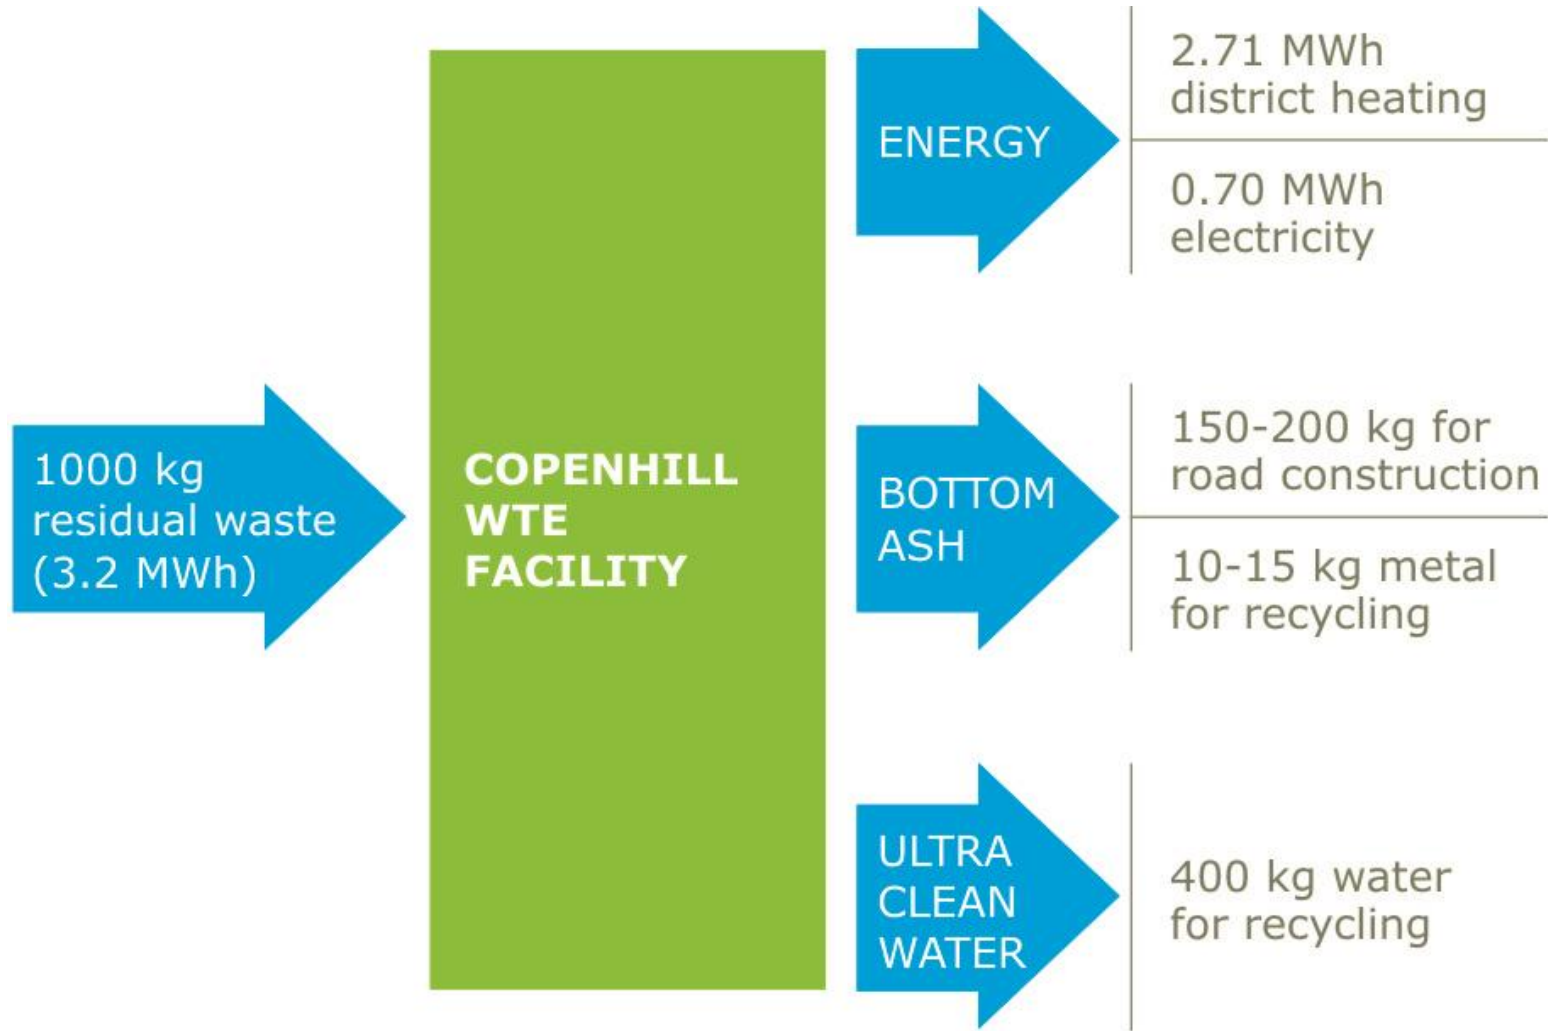 1000 kg
residual waste
(3.2 MWh)
COPENHILL
WTE
FACILITY
ENERGY
2.71 MWh
district heating
0.70 MWh
electricity
BOTTOM
ASH
150-200 kg for
road construction
10-15 kg metal
for recycling
ULTRA
CLEAN
WATER
400 kg water
for recycling